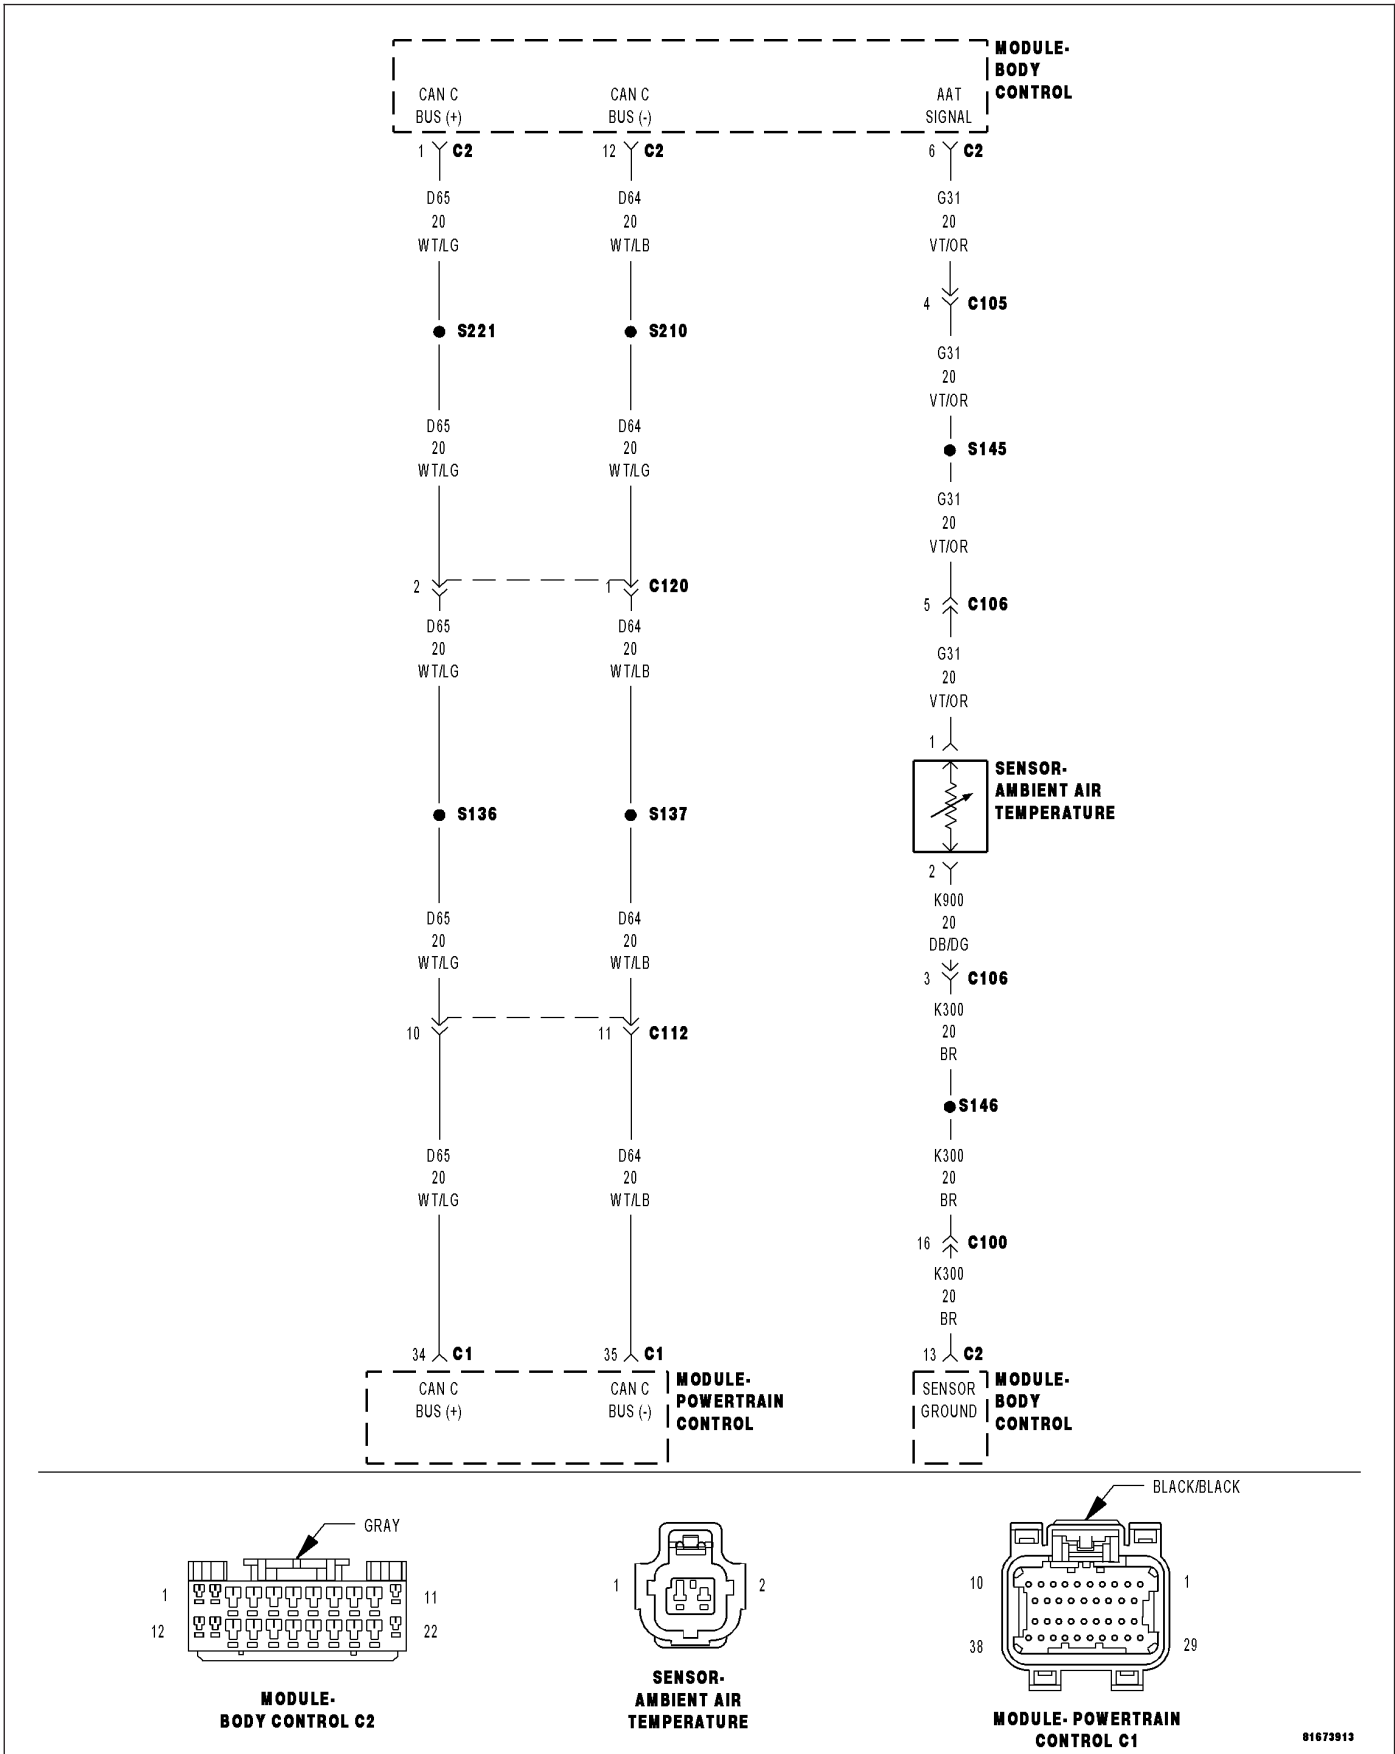 MODULE-
BODY
CONTROL
CAN C
BUS (+)
CAN C
BUS (-)
AAT
SIGNAL
1 C2
12 C2
6 C2
D65
20
WT/LG
D64
20
WT/LB
G31
20
VT/OR
4 C105
S221
S210
G31
20
VT/OR
D65
20
WT/LG
D64
20
WT/LG
S145
G31
20
VT/OR
2
1 C120
5 C106
D65
20
WT/LG
D64
20
WT/LB
G31
20
VT/OR
1
SENSOR-
AMBIENT AIR
TEMPERATURE
S136
S137
2
K900
20
DB/DG
D65
20
WT/LG
D64
20
WT/LB
3 C106
K300
20
BR
10
11 C112
S146
D65
20
WT/LG
D64
20
WT/LB
K300
20
BR
16 C100
K300
20
BR
34 C1
35 C1
13 C2
CAN C
BUS (+)
CAN C
BUS (-)
MODULE-
POWERTRAIN
CONTROL
SENSOR
GROUND
MODULE-
BODY
CONTROL
GRAY
1
11
12
22
MODULE-
BODY CONTROL C2
1
2
SENSOR-
AMBIENT AIR
TEMPERATURE
BLACK/BLACK
10
1
38
29
MODULE- POWERTRAIN
CONTROL C1
81673913